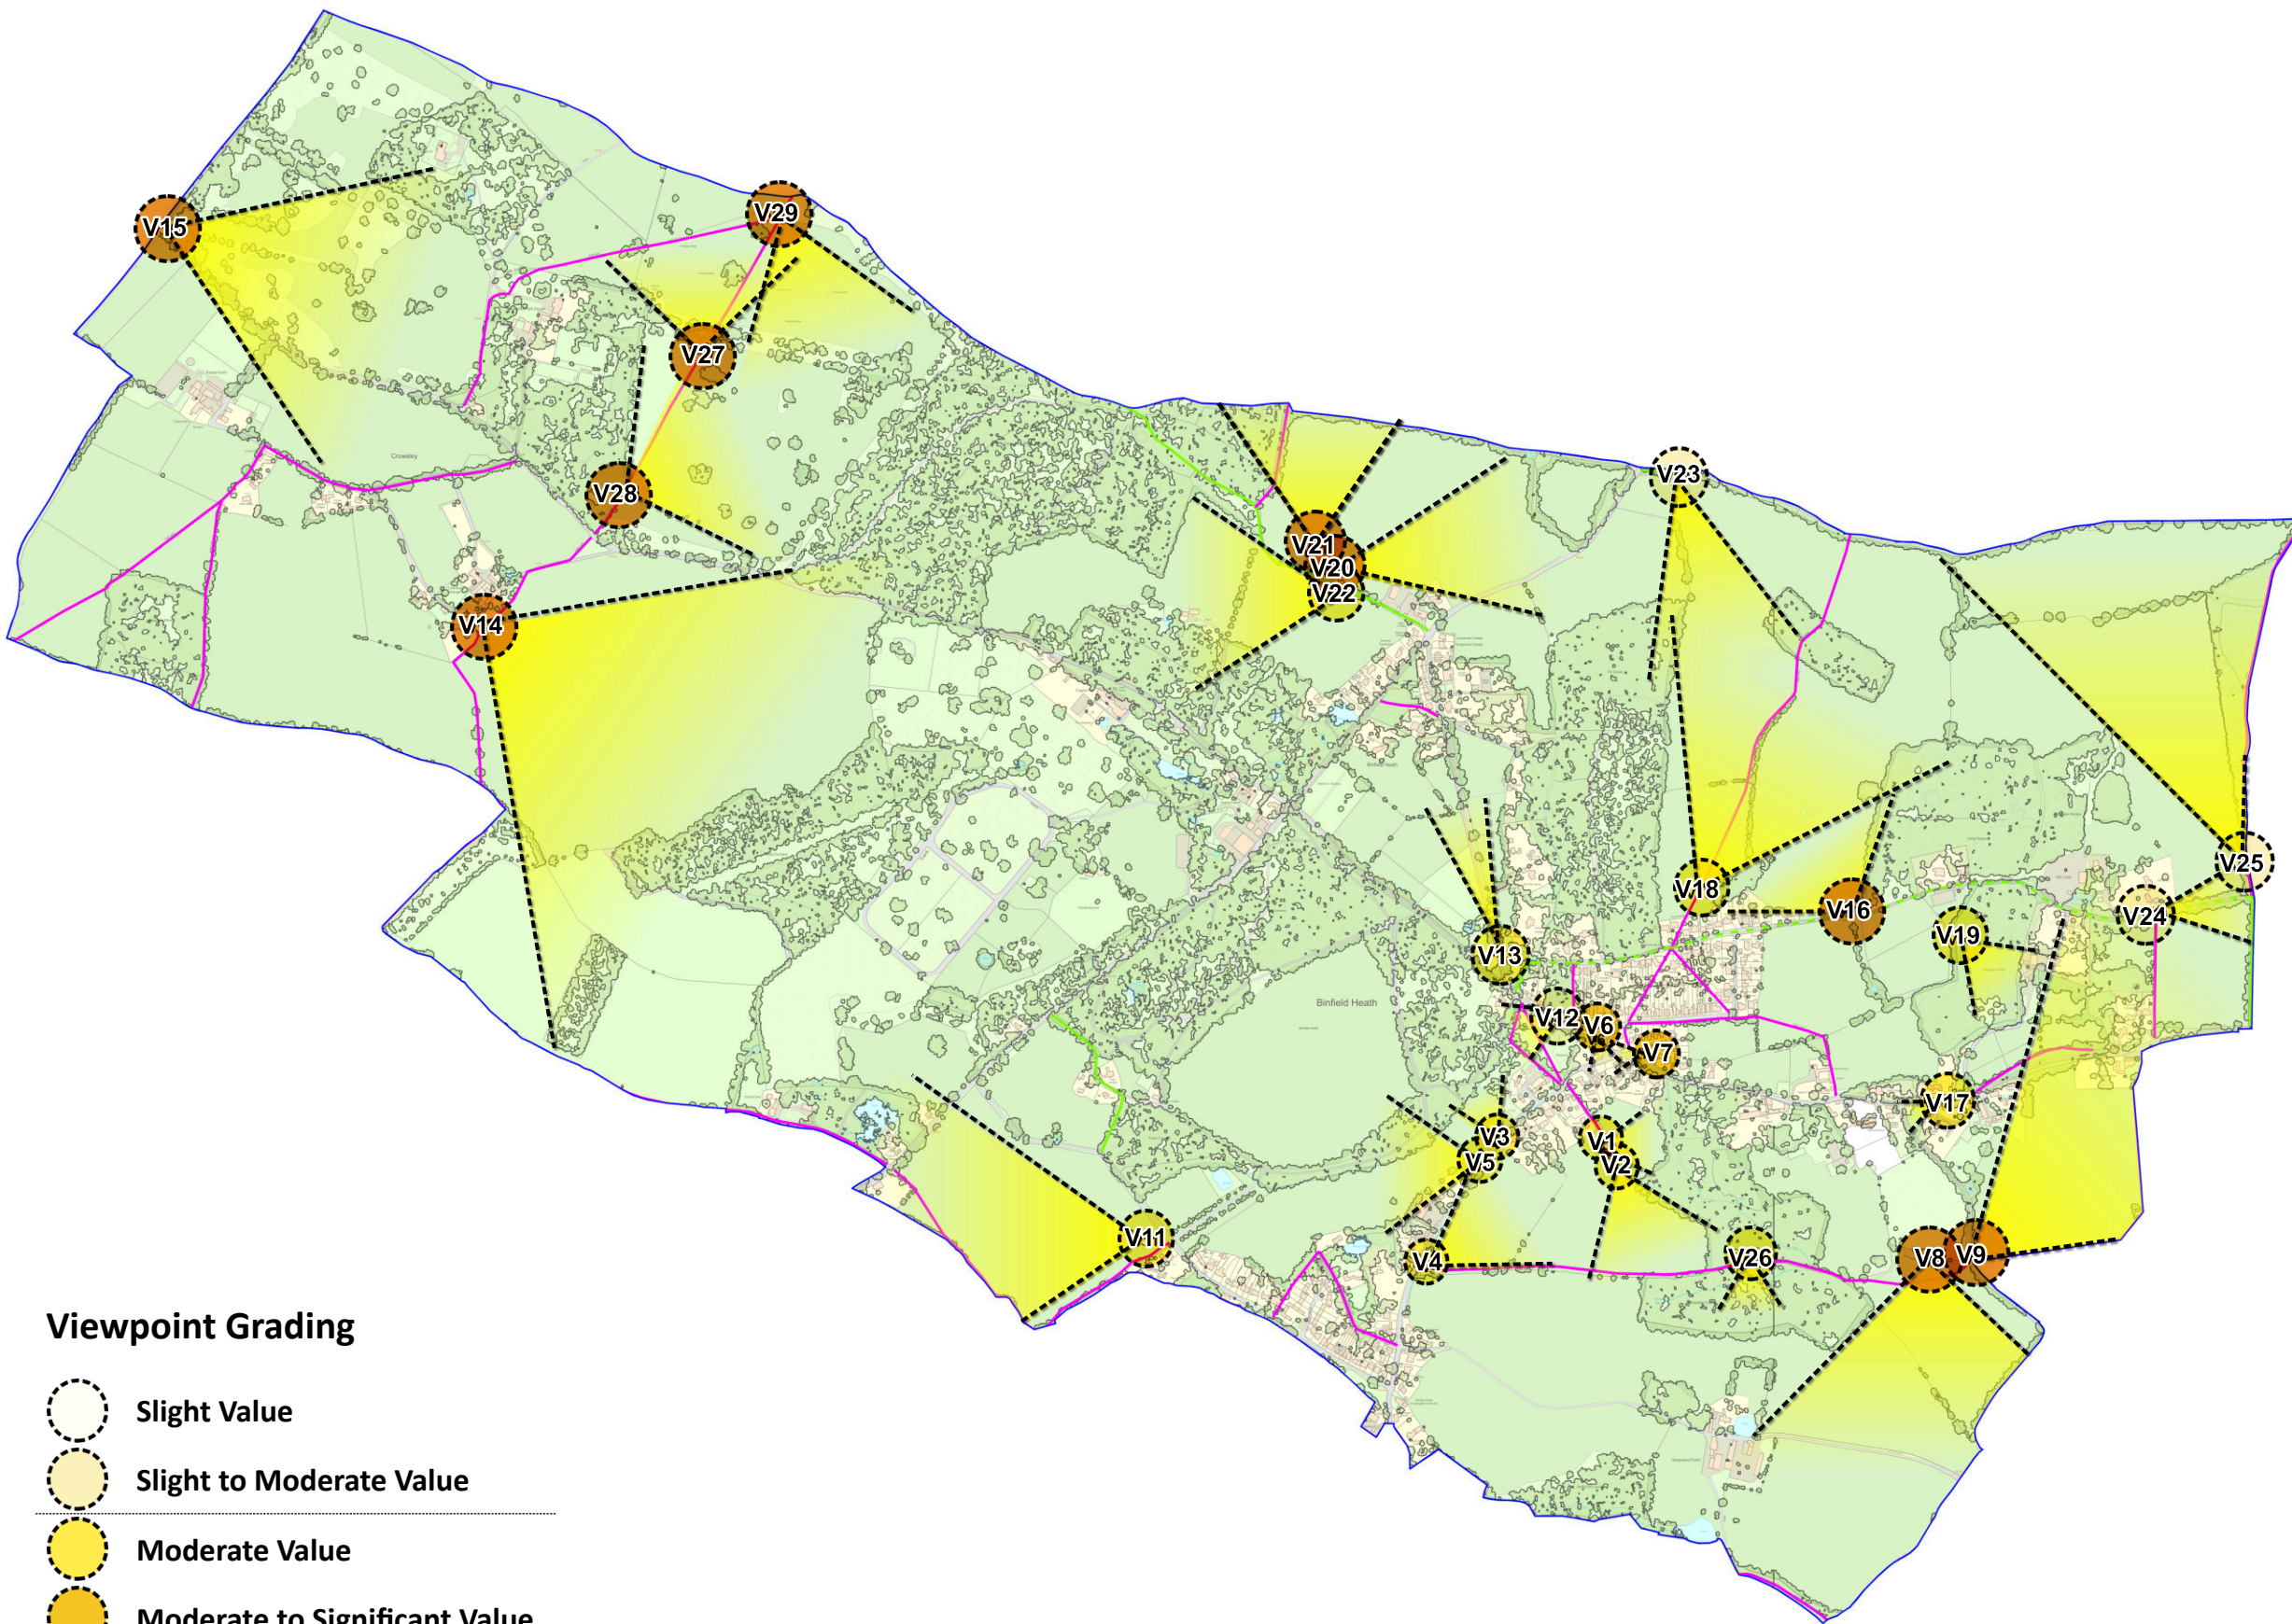 V15
V29
V27
V28
V14
Crowsley
V21
V20
V22
V23
V18
V16
V25
V24
V19
V13
Binfield Heath
V12
V6
V7
V17
V3
V5
V1
V2
V11
V4
V26
V8
V9
Viewpoint Grading
Slight Value
Slight to Moderate Value
Moderate Value
Moderate to Significant Value